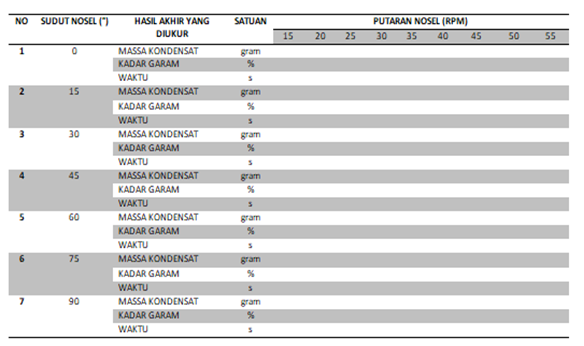 NO SUDUT NOSEL (°) HASIL AKHIR YANG DIUKUR SATUAN PUTARAN NOSEL (RPM)
15 20 25 30 35 40 45 50 55
1 0 MASSA KONDENSAT gram
KADAR GARAM %
WAKTU s
2 15 MASSA KONDENSAT gram
KADAR GARAM %
WAKTU s
3 30 MASSA KONDENSAT gram
KADAR GARAM %
WAKTU s
4 45 MASSA KONDENSAT gram
KADAR GARAM %
WAKTU s
5 60 MASSA KONDENSAT gram
KADAR GARAM %
WAKTU s
6 75 MASSA KONDENSAT gram
KADAR GARAM %
WAKTU s
7 90 MASSA KONDENSAT gram
KADAR GARAM %
WAKTU s